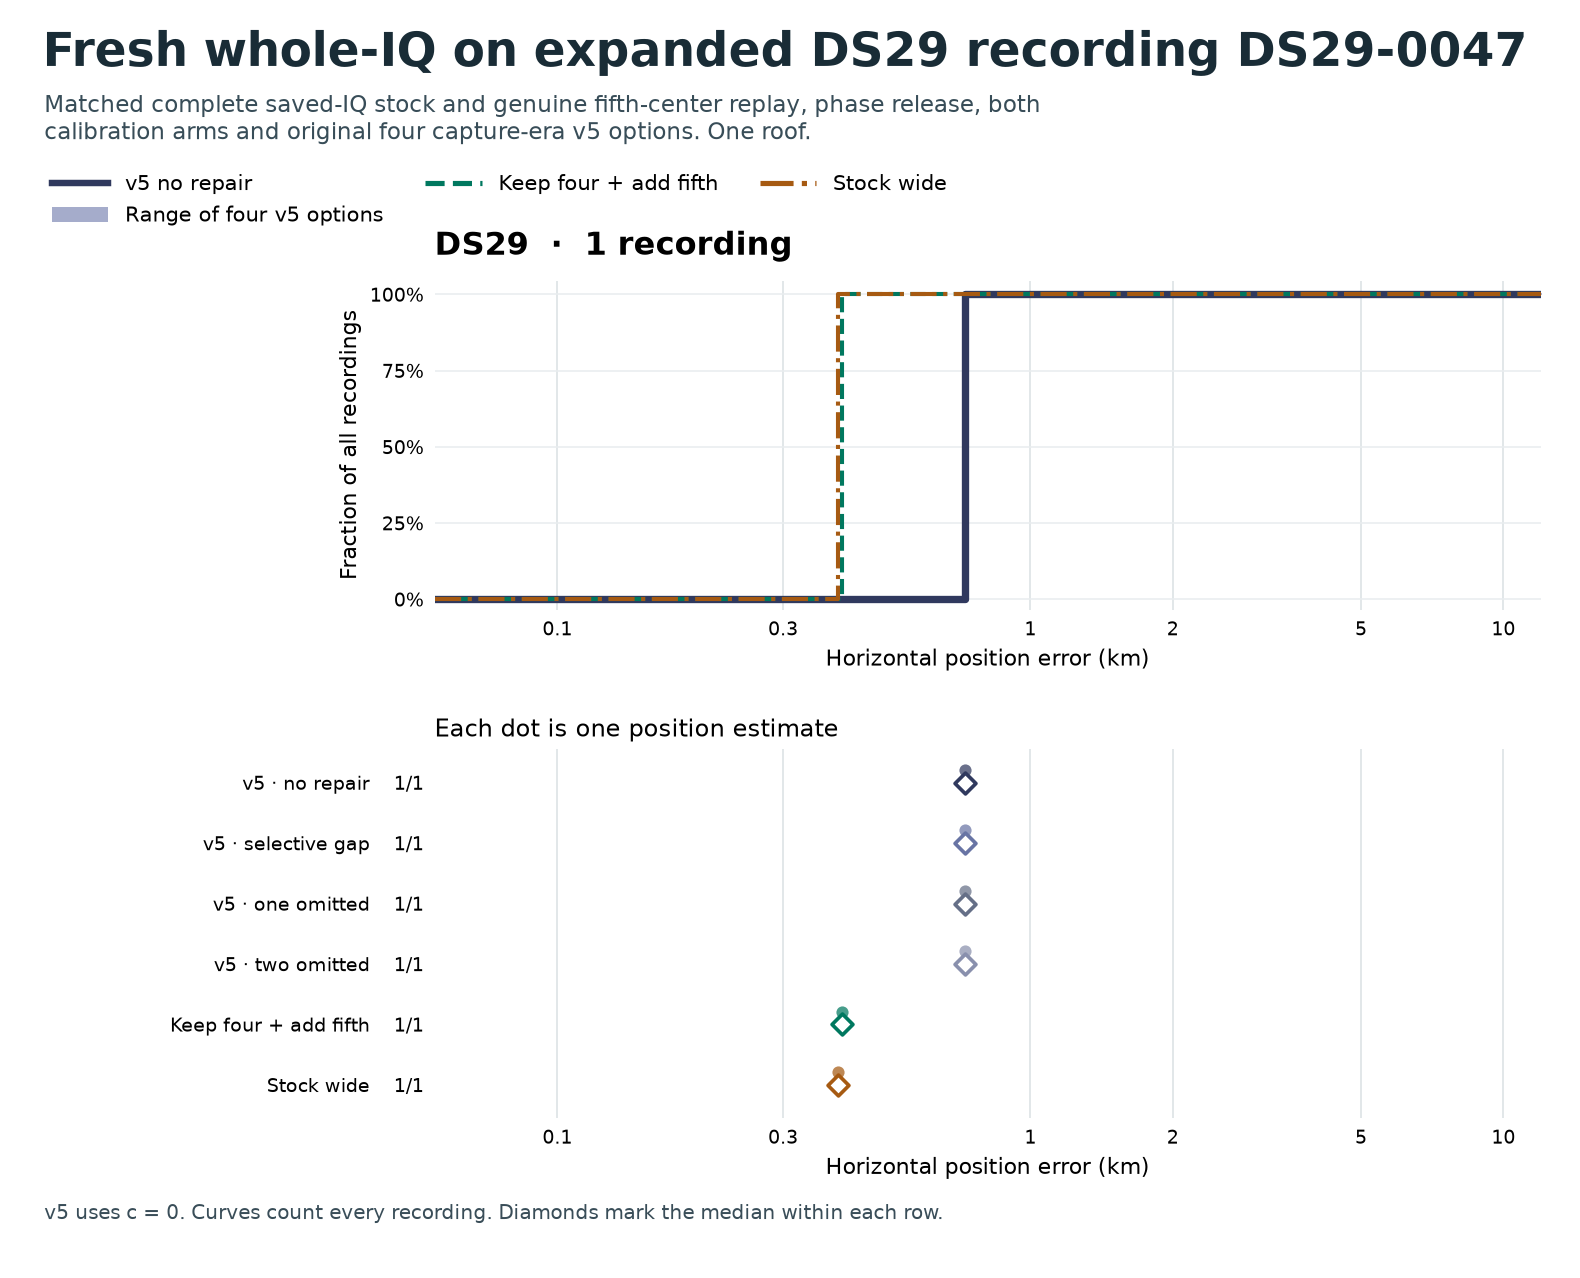 Fresh whole-IQ on expanded DS29 recording DS29-0047
Matched complete saved-IQ stock and genuine fifth-center replay, phase release, both
calibration arms and original four capture-era v5 options. One roof.
v5 no repair
Keep four + add fifth
Stock wide
Range of four v5 options
DS29 · 1 recording
Fraction of all recordings
100%
75%
50%
25%
0%
0.1 0.3 1 2 5 10
Horizontal position error (km)
Each dot is one position estimate
v5 · no repair 1/1
v5 · selective gap 1/1
v5 · one omitted 1/1
v5 · two omitted 1/1
Keep four + add fifth 1/1
Stock wide 1/1
0.1 0.3 1 2 5 10
Horizontal position error (km)
v5 uses c = 0. Curves count every recording. Diamonds mark the median within each row.